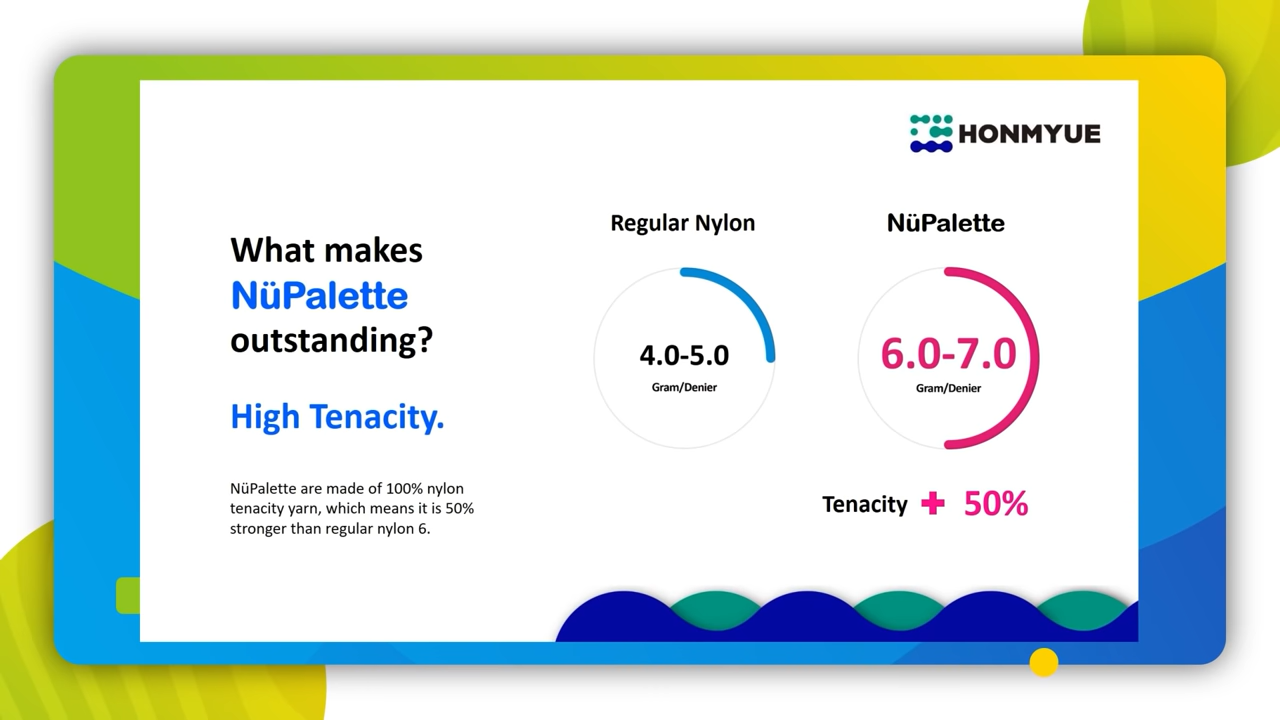 HONMYUE
What makes
NüPalette
outstanding?
High Tenacity.
NüPalette are made of 100% nylon
tenacity yarn, which means it is 50%
stronger than regular nylon 6.
Regular Nylon
4.0-5.0
Gram/Denier
NüPalette
6.0-7.0
Gram/Denier
Tenacity + 50%